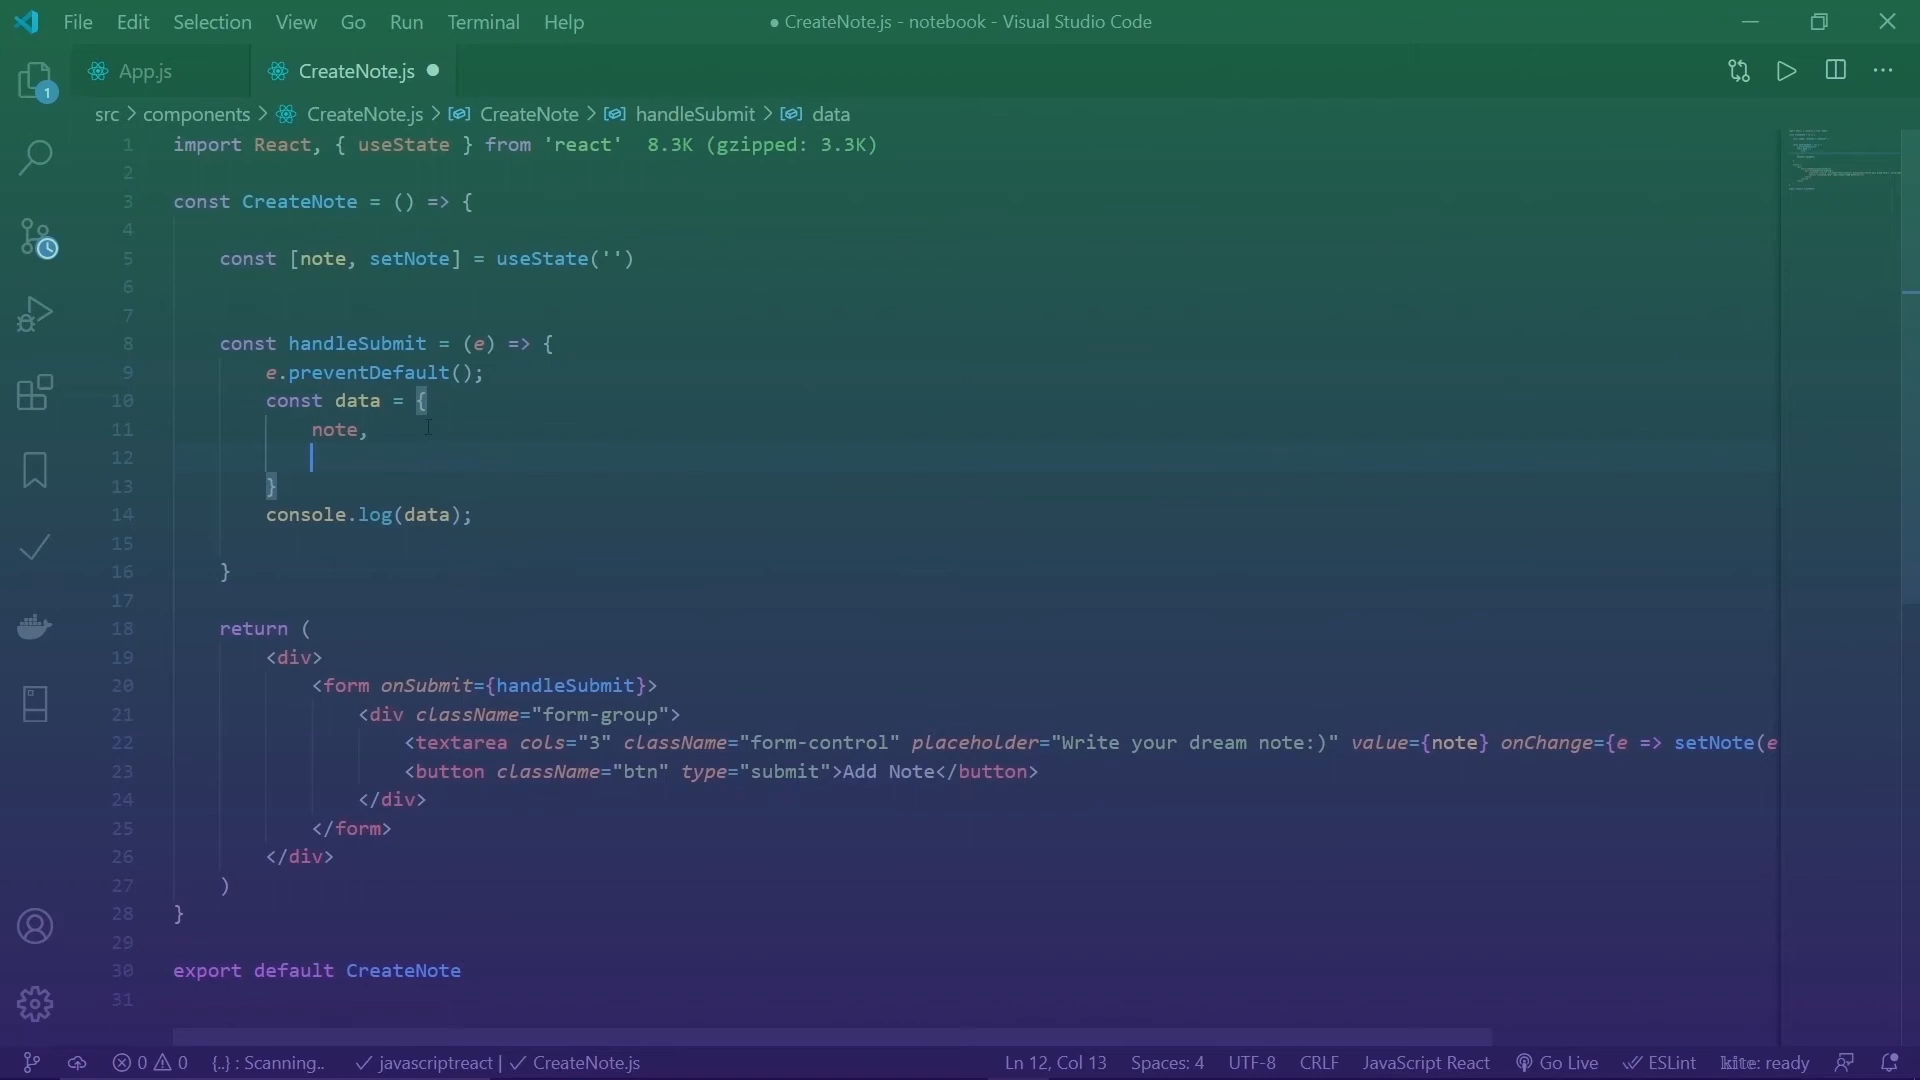 File Edit Selection View Go Run Terminal Help ● CreateNote.js - notebook - Visual Studio Code
App.js CreateNote.js
1
src > components > CreateNote.js > CreateNote > handleSubmit > data
1 import React, { useState } from 'react' 8.3K (gzipped: 3.3K)
2
3 const CreateNote = () => {
4
5 const [note, setNote] = useState('')
6
7
8 const handleSubmit = (e) => {
9 e.preventDefault();
10 const data = {
11 note,
12
13 }
14 console.log(data);
15
16 }
17
18 return (
19 <div>
20 <form onSubmit={handleSubmit}>
21 <div className="form-group">
22 <textarea cols="3" className="form-control" placeholder="Write your dream note:)" value={note} onChange={e => setNote(e
23 <button className="btn" type="submit">Add Note</button>
24 </div>
25 </form>
26 </div>
27 )
28 }
29
30 export default CreateNote
31
0 0 {..} : Scanning.. javascriptreact | CreateNote.js Ln 12, Col 13 Spaces: 4 UTF-8 CRLF JavaScript React Go Live ESLint kite: ready